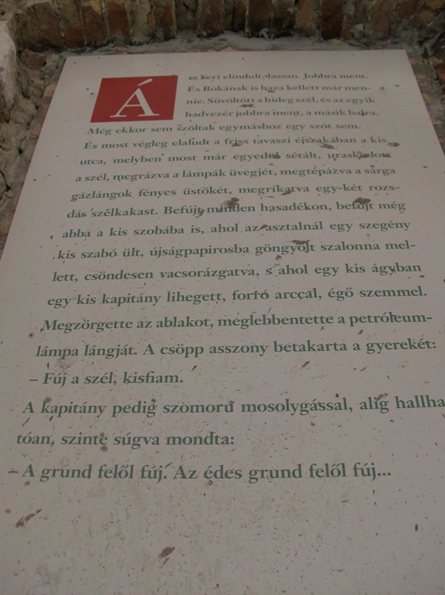 Áts Feri elindult lassan. Jobbra ment.
És Bokának is haza kellett már men-
nie. Süvöltött a hideg szél, és az egyik
hadvezér jobbra ment, a másik balra.
Még ekkor sem szóltak egymáshoz egy szót sem.
És most végleg elaludt a friss tavaszi éjszakában a kis
utca, melyben most már egyedül sétált, uraskodott
a szél, megrázva a lámpák üvegjét, megtépázva a sárga
gázlángok fényes üstökét, megríkatva egy-két rozs-
dás szélkakast. Befújt minden hasadékon, befújt még
abba a kis szobába is, ahol az asztalnál egy szegény
kis szabó ült, újságpapirosba göngyölt szalonna mel-
lett, csöndesen vacsorázgatva, s ahol egy kis ágyban
egy kis kapitány lihegett, forró arccal, égő szemmel.
Megzörgette az ablakot, meglebbentette a petróleum-
lámpa lángját. A csöpp asszony betakarta a gyerekét:
– Fúj a szél, kisfiam.
A kapitány pedig szomorú mosolygással, alig hallha
tóan, szinte súgva mondta:
– A grund felől fúj. Az édes grund felől fúj...